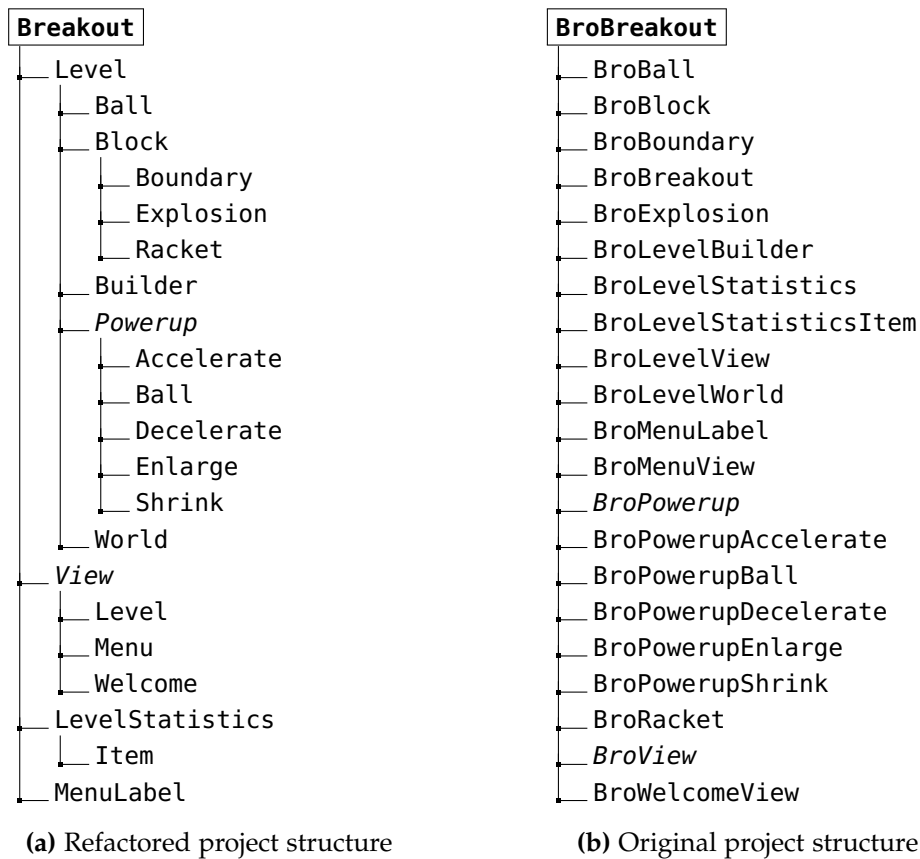 Breakout
Level
Ball
Block
Boundary
Explosion
Racket
Builder
Powerup
Accelerate
Ball
Decelerate
Enlarge
Shrink
World
View
Level
Menu
Welcome
LevelStatistics
Item
MenuLabel
(a) Refactored project structure
BroBreakout
BroBall
BroBlock
BroBoundary
BroBreakout
BroExplosion
BroLevelBuilder
BroLevelStatistics
BroLevelStatisticsItem
BroLevelView
BroLevelWorld
BroMenuLabel
BroMenuView
BroPowerup
BroPowerupAccelerate
BroPowerupBall
BroPowerupDecelerate
BroPowerupEnlarge
BroPowerupShrink
BroRacket
BroView
BroWelcomeView
(b) Original project structure